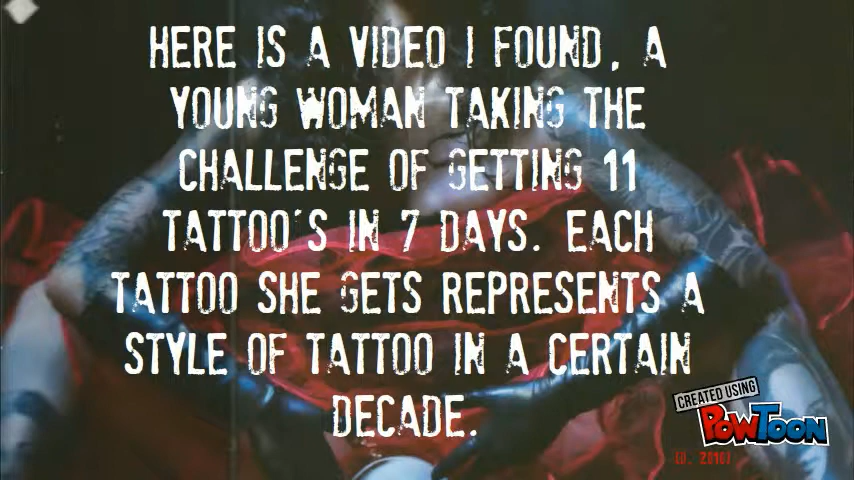 HERE IS A VIDEO I FOUND, A
YOUNG WOMAN TAKING THE
CHALLENGE OF GETTING 11
TATTOO'S IN 7 DAYS. EACH
TATTOO SHE GETS REPRESENTS A
STYLE OF TATTOO IN A CERTAIN
DECADE.
CREATED USING
POWTOON